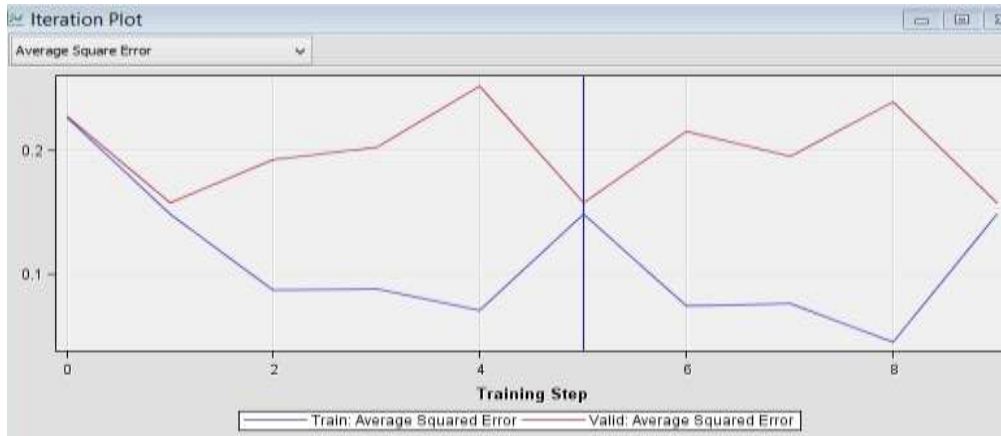 Iteration Plot
Average Square Error
0.2
0.1
0 2 4 6 8
Training Step
Train: Average Squared Error Valid: Average Squared Error